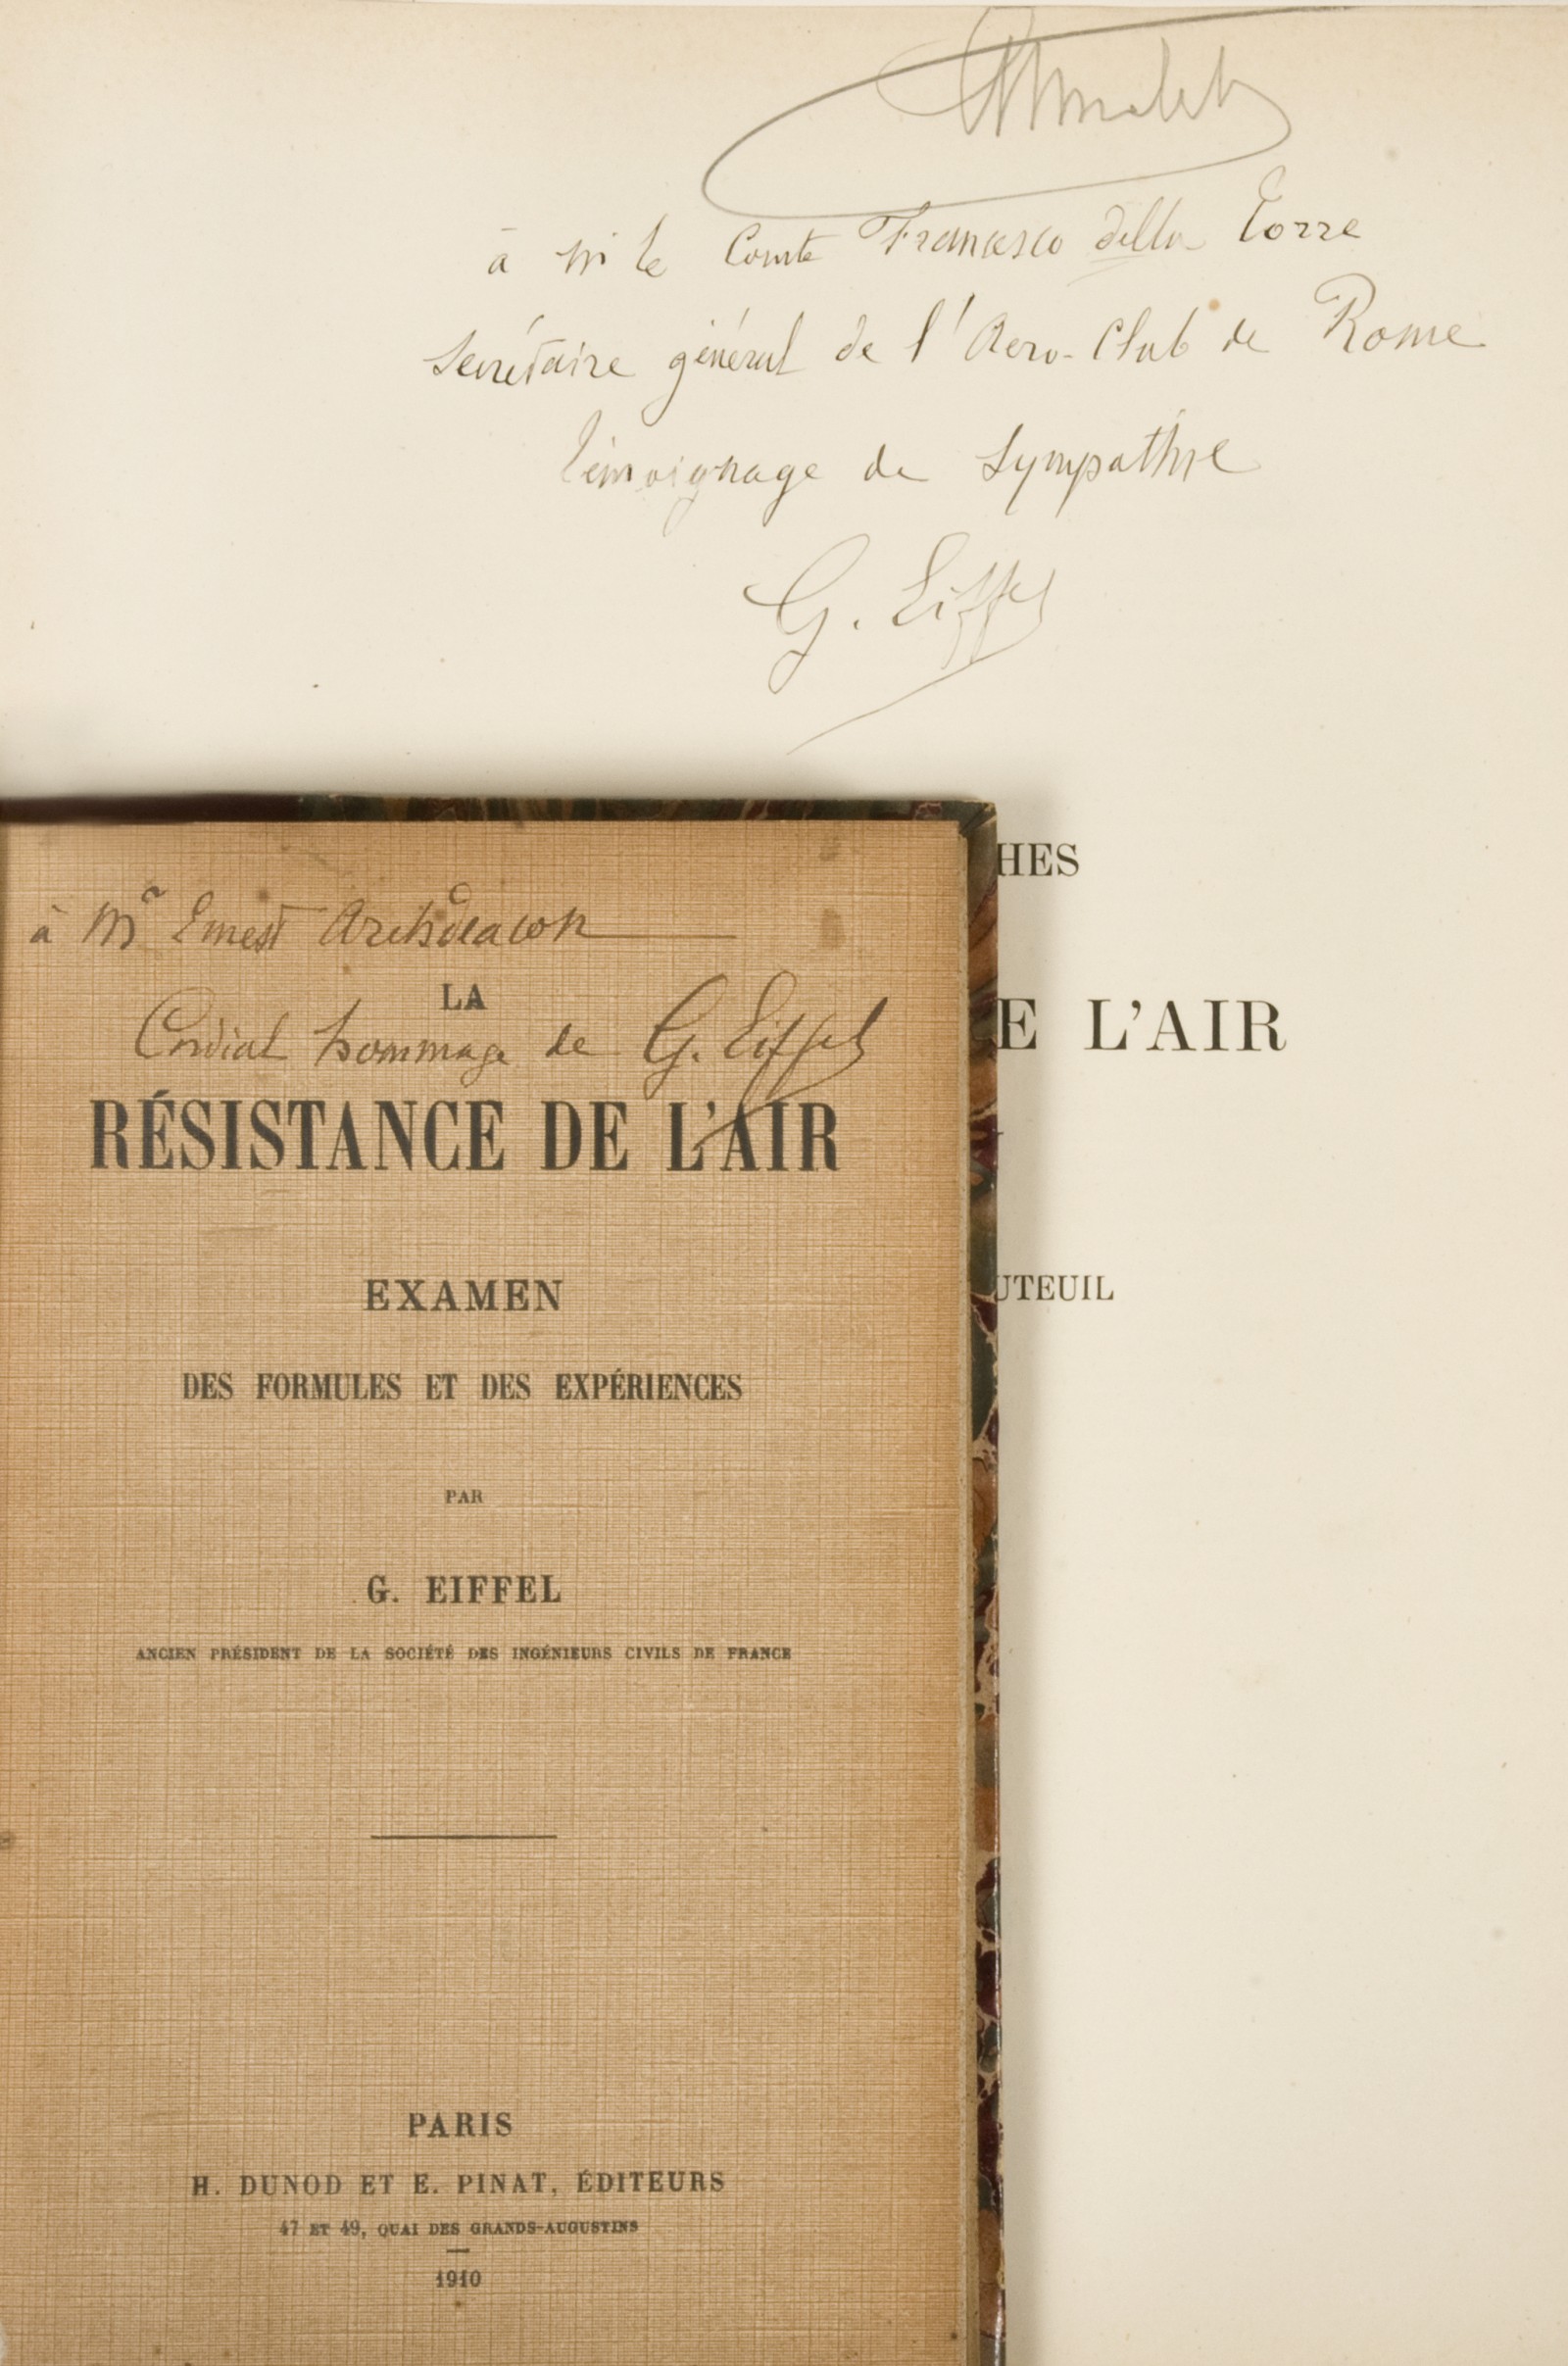 à Mr le Comte Francesco della Torre
Secrétaire général de l'Aero-Club de Rome
témoignage de Sympathie
G. Eiffel
HES
E L'AIR
UTEUIL
à Mr Ernest Archdeacon
LA
Cordial hommage de G. Eiffel
RÉSISTANCE DE L'AIR
EXAMEN
DES FORMULES ET DES EXPÉRIENCES
PAR
G. EIFFEL
ANCIEN PRÉSIDENT DE LA SOCIÉTÉ DES INGÉNIEURS CIVILS DE FRANCE
PARIS
H. DUNOD ET E. PINAT, ÉDITEURS
47 ET 49, QUAI DES GRANDS-AUGUSTINS
1910